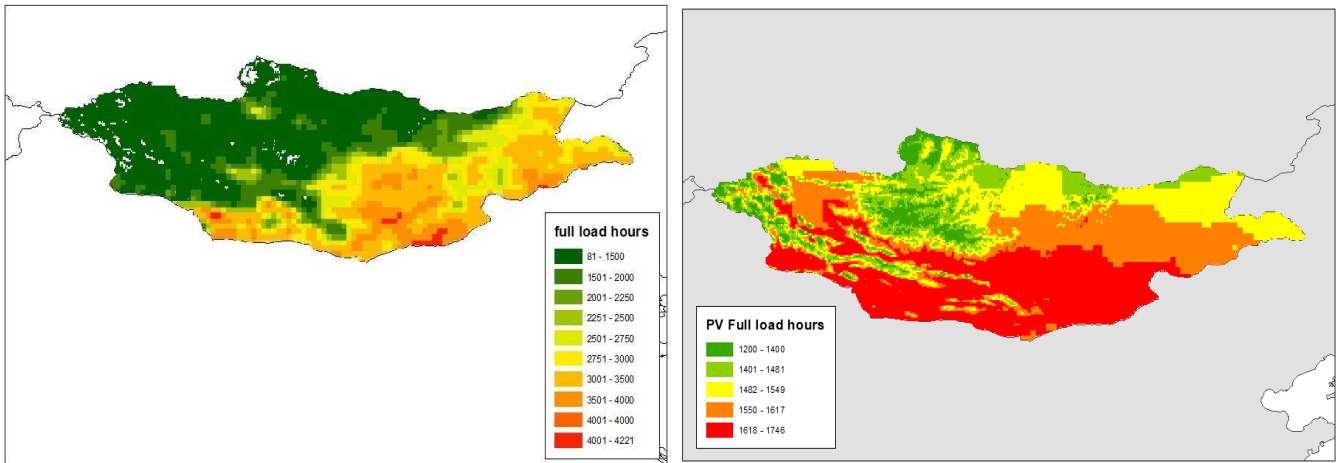 full load hours
81 - 1500
1501 - 2000
2001 - 2250
2251 - 2500
2501 - 2750
2751 - 3000
3001 - 3500
3501 - 4000
4001 - 4000
4001 - 4221
PV Full load hours
1200 - 1400
1401 - 1481
1482 - 1549
1550 - 1617
1618 - 1746